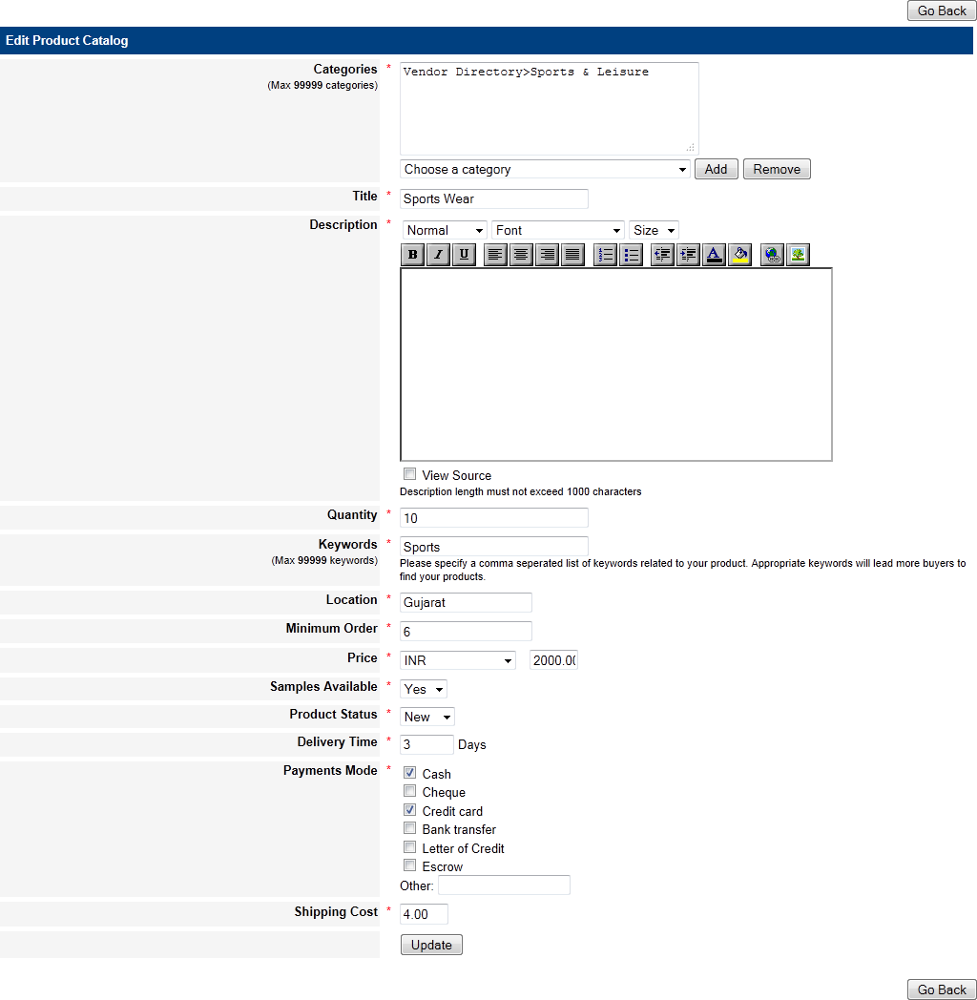 Go Back
Edit Product Catalog
Categories *
(Max 99999 categories)
Vendor Directory>Sports & Leisure
Choose a category Add Remove
Title * Sports Wear
Description * Normal Font Size
B I U A
View Source
Description length must not exceed 1000 characters
Quantity * 10
Keywords * Sports
(Max 99999 keywords)
Please specify a comma seperated list of keywords related to your product. Appropriate keywords will lead more buyers to
find your products.
Location * Gujarat
Minimum Order * 6
Price * INR 2000.00
Samples Available * Yes
Product Status * New
Delivery Time * 3 Days
Payments Mode * Cash
Cheque
Credit card
Bank transfer
Letter of Credit
Escrow
Other:
Shipping Cost * 4.00
Update
Go Back